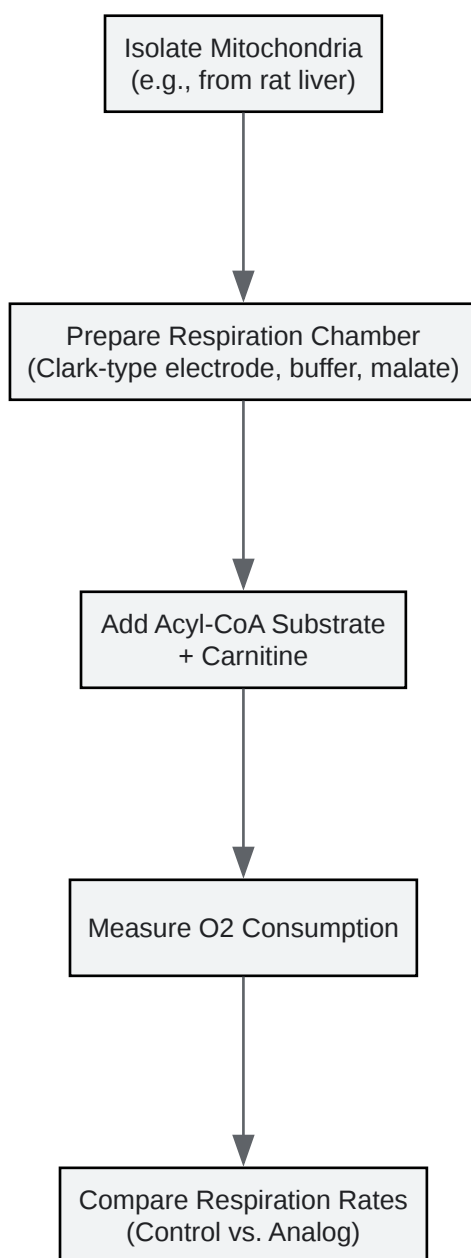 Isolate Mitochondria
(e.g., from rat liver)
Prepare Respiration Chamber
(Clark-type electrode, buffer, malate)
Add Acyl-CoA Substrate
+ Carnitine
Measure O2 Consumption
Compare Respiration Rates
(Control vs. Analog)